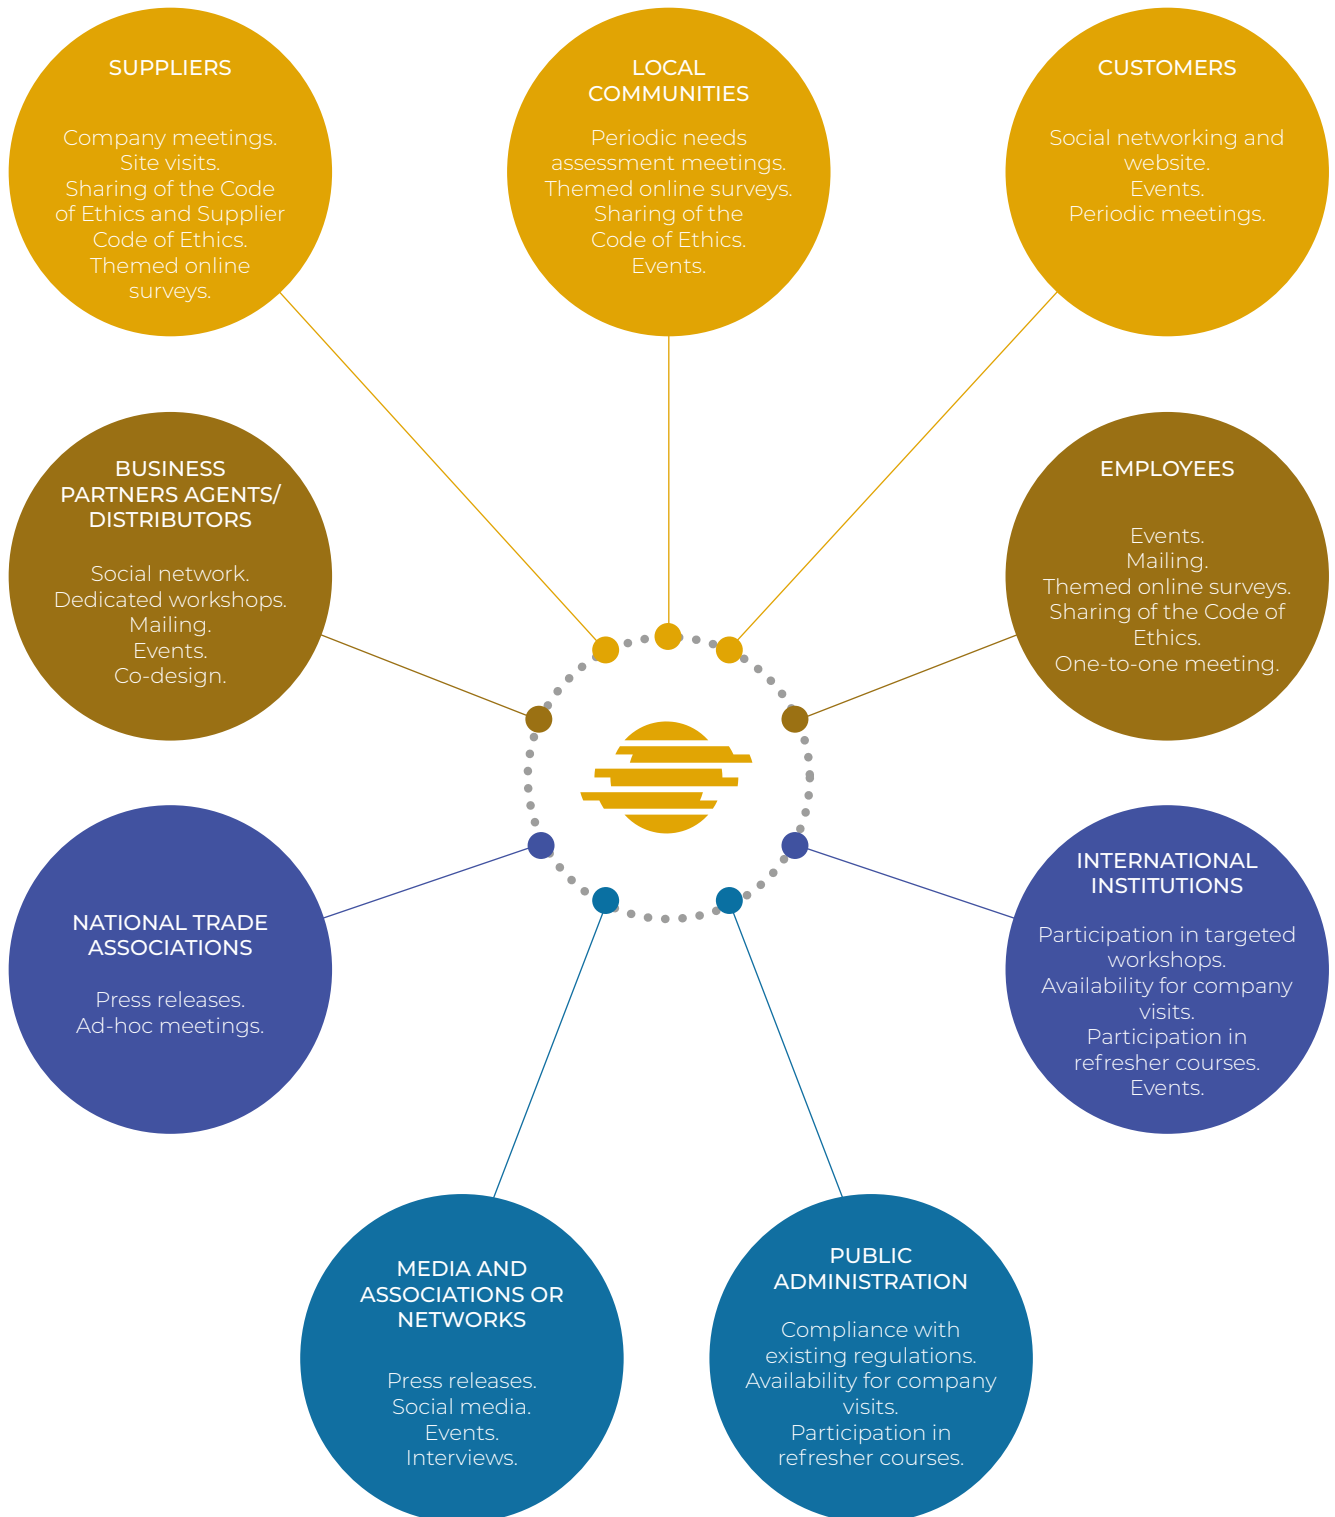 SUPPLIERS
Company meetings.
Site visits.
Sharing of the Code
of Ethics and Supplier
Code of Ethics.
Themed online
surveys.
LOCAL
COMMUNITIES
Periodic needs
assessment meetings.
Themed online surveys.
Sharing of the
Code of Ethics.
Events.
CUSTOMERS
Social networking and
website.
Events.
Periodic meetings.
BUSINESS
PARTNERS AGENTS/
DISTRIBUTORS
Social network.
Dedicated workshops.
Mailing.
Events.
Co-design.
EMPLOYEES
Events.
Mailing.
Themed online surveys.
Sharing of the Code of
Ethics.
One-to-one meeting.
NATIONAL TRADE
ASSOCIATIONS
Press releases.
Ad-hoc meetings.
INTERNATIONAL
INSTITUTIONS
Participation in targeted
workshops.
Availability for company
visits.
Participation in
refresher courses.
Events.
MEDIA AND
ASSOCIATIONS OR
NETWORKS
Press releases.
Social media.
Events.
Interviews.
PUBLIC
ADMINISTRATION
Compliance with
existing regulations.
Availability for company
visits.
Participation in
refresher courses.